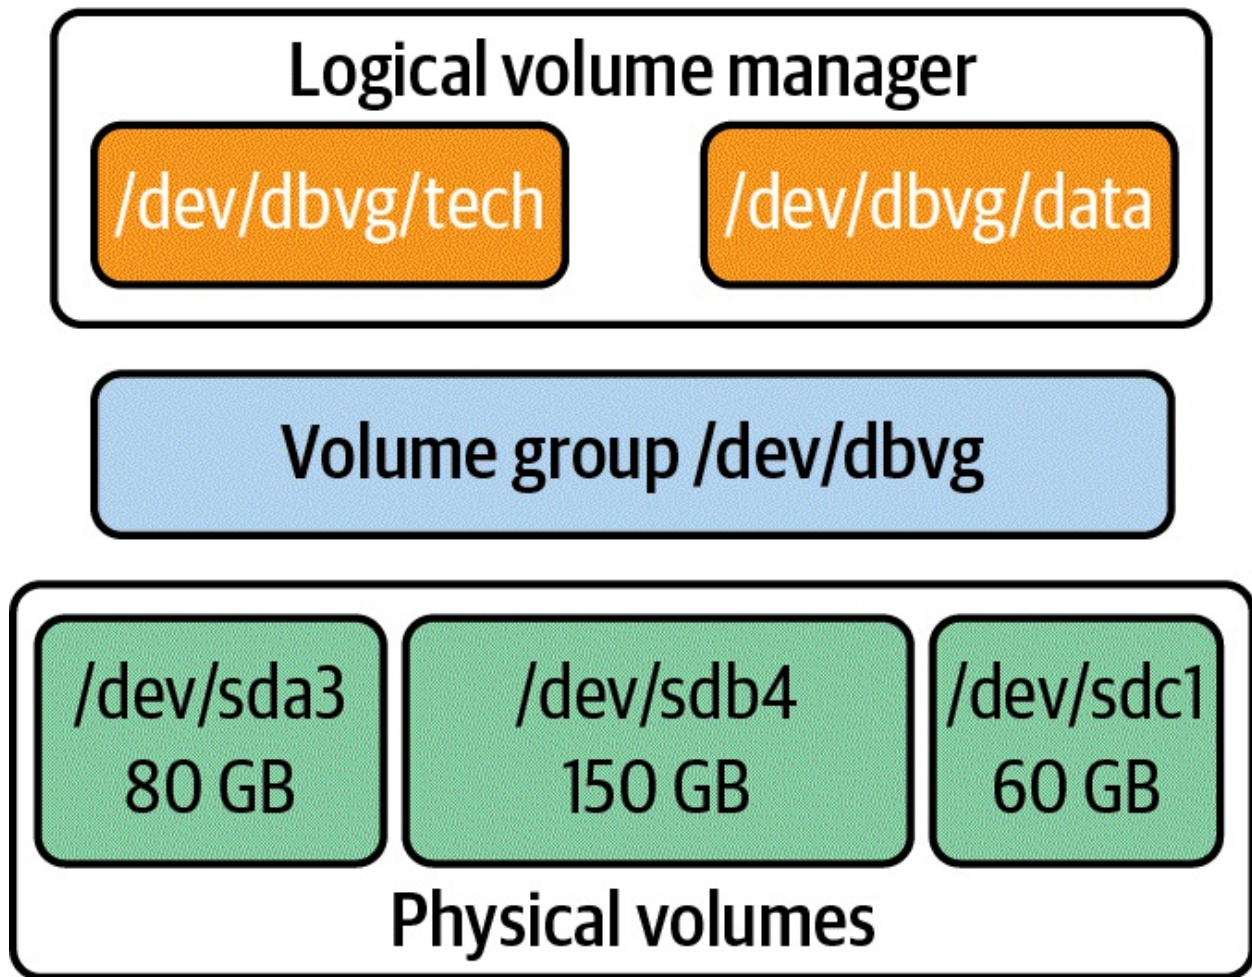 Logical volume manager
/dev/dbvg/tech
/dev/dbvg/data
Volume group /dev/dbvg
/dev/sda3
80 GB
/dev/sdb4
150 GB
/dev/sdc1
60 GB
Physical volumes